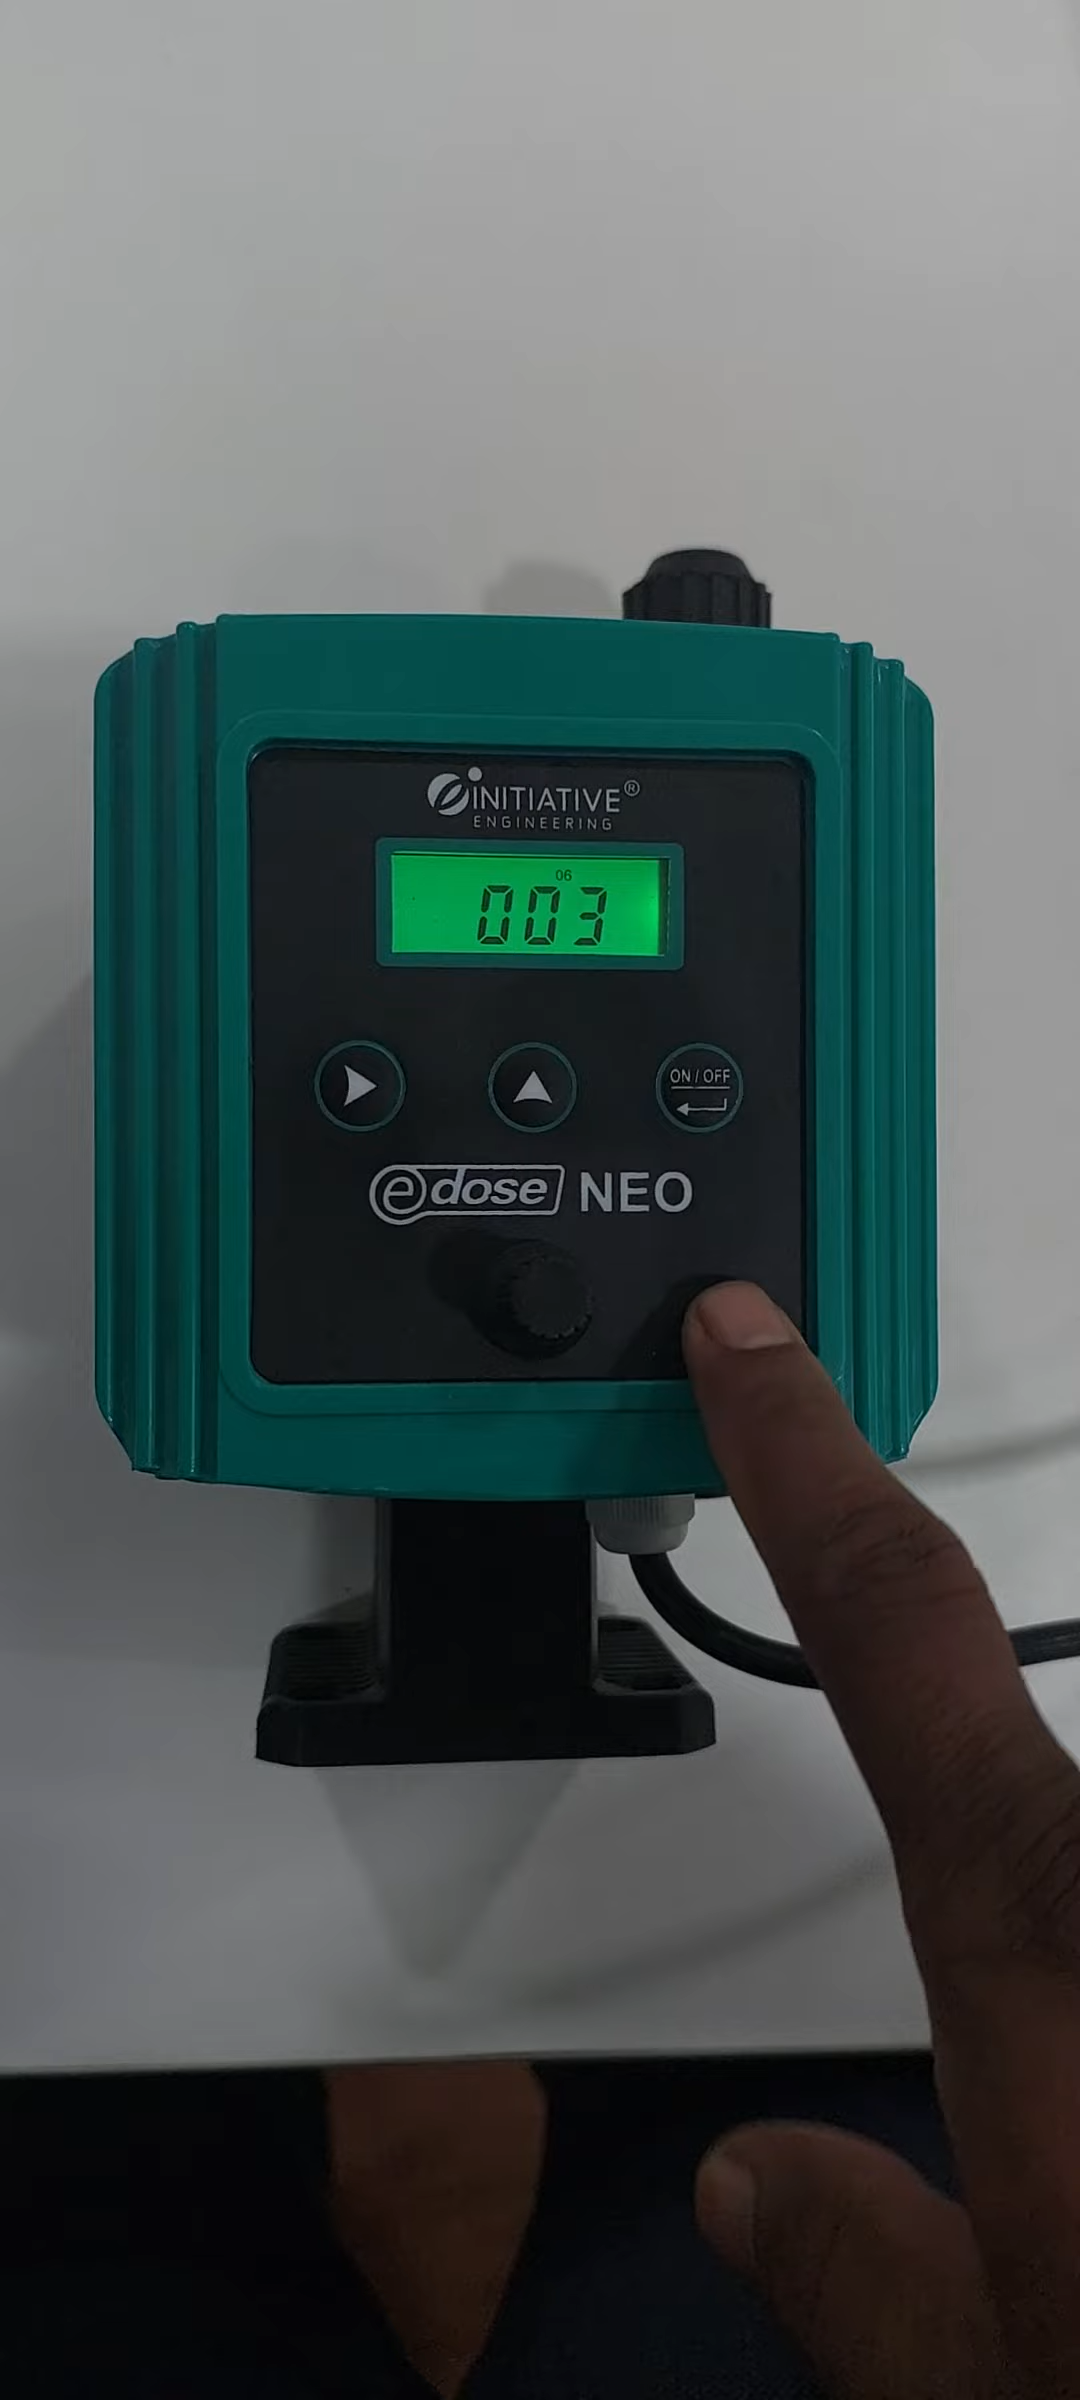 INITIATIVE®
ENGINEERING
06
003
ON / OFF
edose NEO